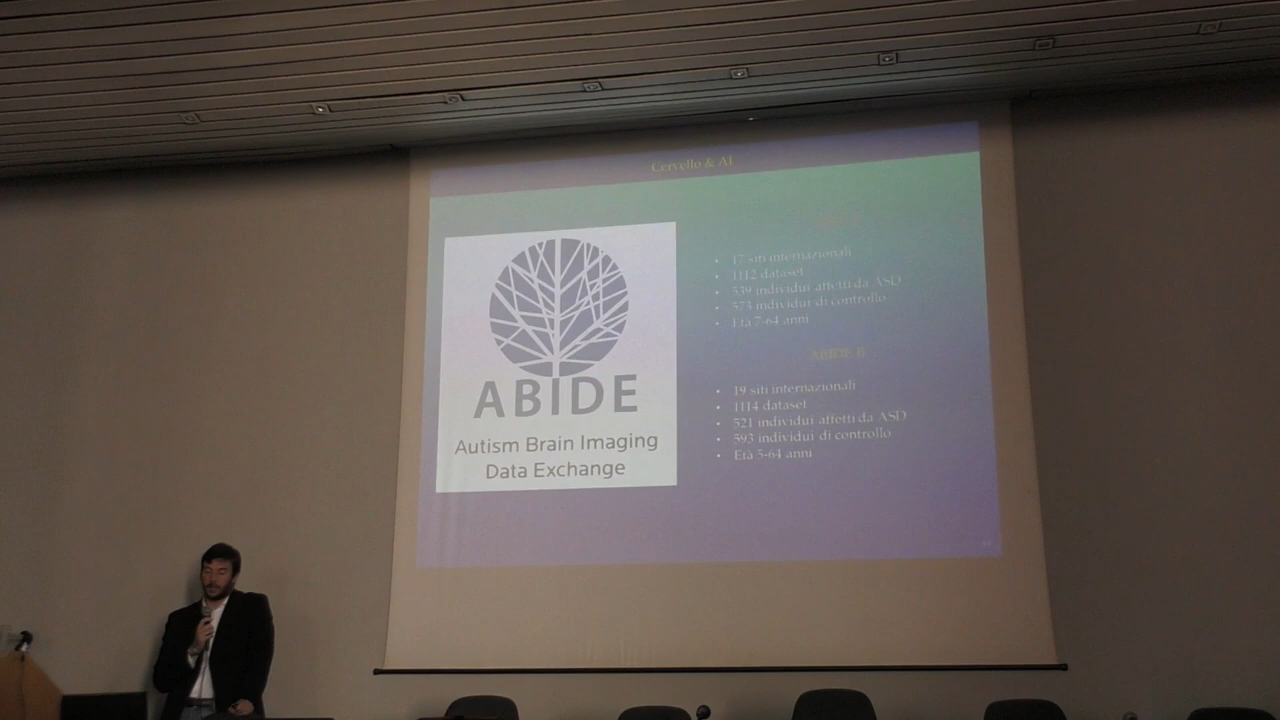 Cervello & AI
ABIDE
Autism Brain Imaging
Data Exchange
• 17 siti internazionali
• 1112 dataset
• 539 individui affetti da ASD
• 573 individui di controllo
• Età 7-64 anni
ABIDE II
• 19 siti internazionali
• 1114 dataset
• 521 individui affetti da ASD
• 593 individui di controllo
• Età 5-64 anni